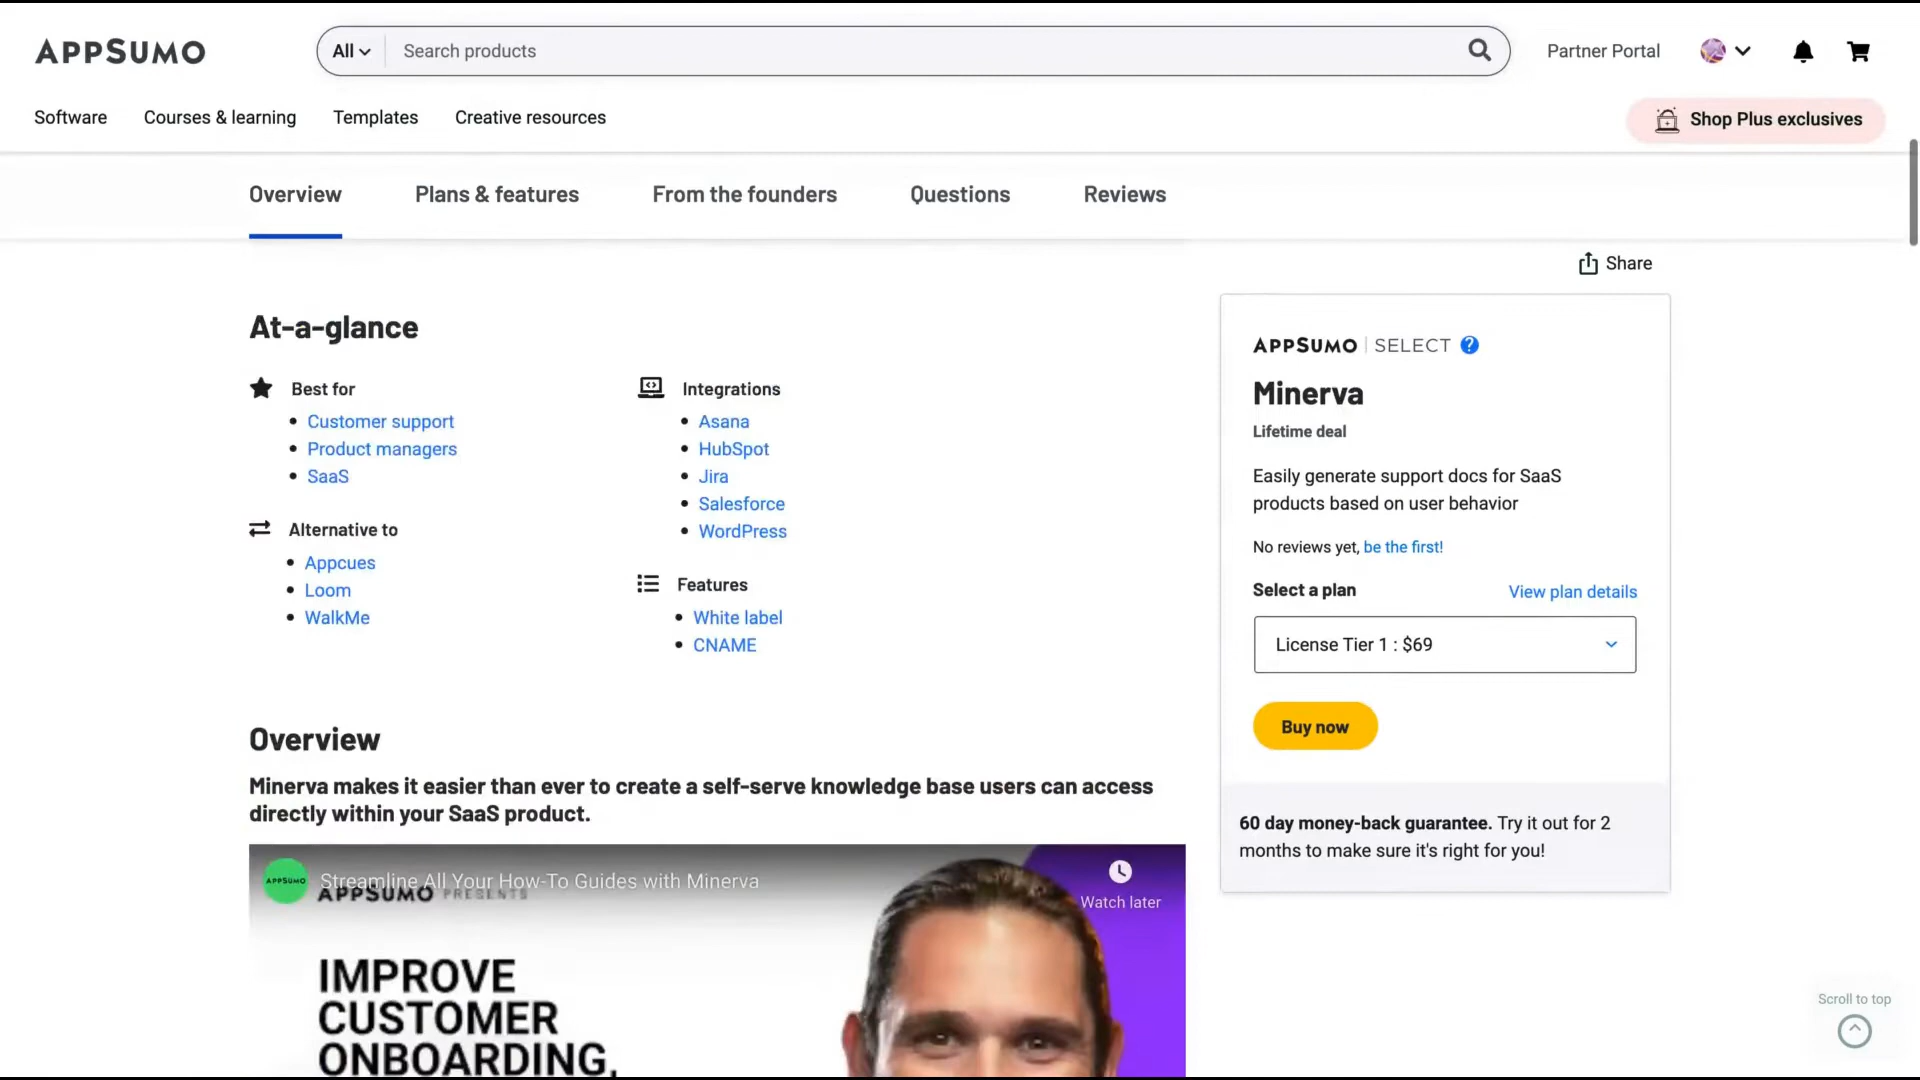 APPSUMO
All
Search products
Partner Portal
Software
Courses & learning
Templates
Creative resources
Shop Plus exclusives
Overview
Plans & features
From the founders
Questions
Reviews
Share
At-a-glance
Best for
Customer support
Product managers
SaaS
Alternative to
Appcues
Loom
WalkMe
Integrations
Asana
HubSpot
Jira
Salesforce
WordPress
Features
White label
CNAME
APPSUMO | SELECT ?
Minerva
Lifetime deal
Easily generate support docs for SaaS
products based on user behavior
No reviews yet, be the first!
Select a plan
View plan details
License Tier 1 : $69
Buy now
60 day money-back guarantee. Try it out for 2
months to make sure it's right for you!
Overview
Minerva makes it easier than ever to create a self-serve knowledge base users can access
directly within your SaaS product.
APPSUMO
Streamline All Your How-To Guides with Minerva
APPSUMO PRESENTS
Watch later
IMPROVE
CUSTOMER
ONBOARDING,
Scroll to top